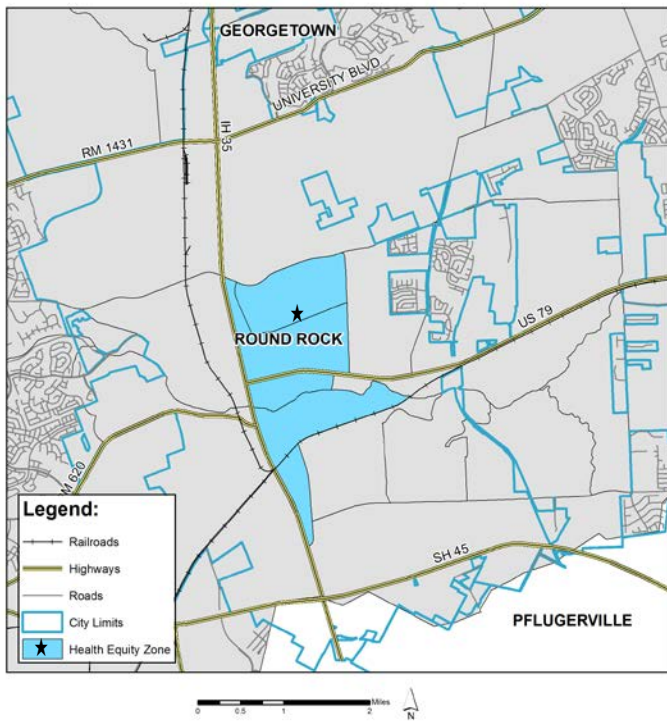 GEORGETOWN
UNIVERSITY BLVD
RM 1431
IH 35
US 79
ROUND ROCK
M 620
Legend:
Railroads
Highways
Roads
City Limits
Health Equity Zone
SH 45
PFLUGERVILLE
Miles
0 0.5 1 2
N